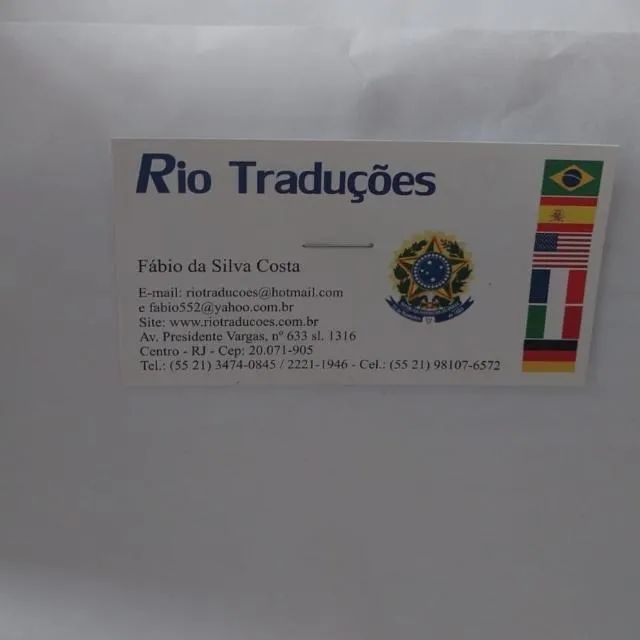 Rio Traduções
Fábio da Silva Costa
E-mail: riotraducoes@hotmail.com
e fabio552@yahoo.com.br
Site: www.riotraducoes.com.br
Av. Presidente Vargas, nº 633 sl. 1316
Centro - RJ - Cep: 20.071-905
Tel.: (55 21) 3474-0845 / 2221-1946 - Cel.: (55 21) 98107-6572